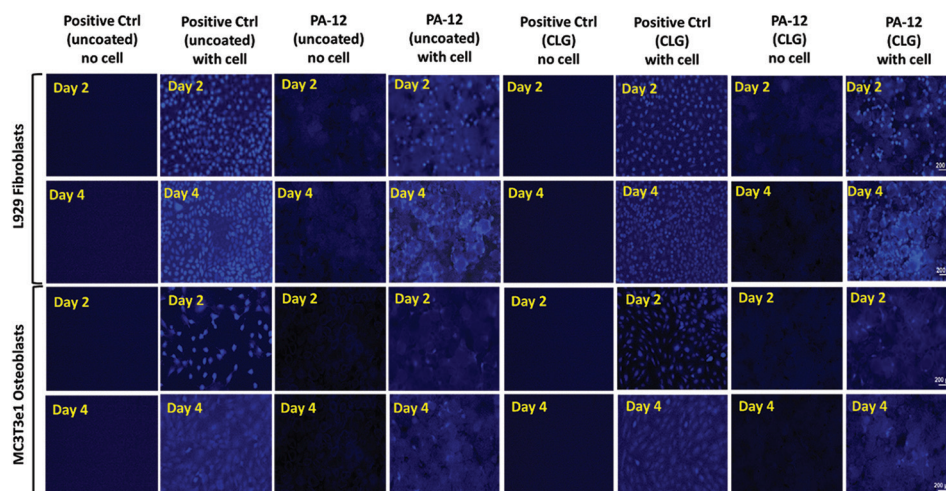 Positive Ctrl
(uncoated)
no cell
Positive Ctrl
(uncoated)
with cell
PA-12
(uncoated)
no cell
PA-12
(uncoated)
with cell
Positive Ctrl
(CLG)
no cell
Positive Ctrl
(CLG)
with cell
PA-12
(CLG)
no cell
PA-12
(CLG)
with cell
L929 Fibroblasts
Day 2 Day 2 Day 2 Day 2 Day 2 Day 2 Day 2 Day 2
200
Day 4 Day 4 Day 4 Day 4 Day 4 Day 4 Day 4 Day 4
200
MC3T3e1 Osteoblasts
Day 2 Day 2 Day 2 Day 2 Day 2 Day 2 Day 2 Day 2
200 µ
Day 4 Day 4 Day 4 Day 4 Day 4 Day 4 Day 4 Day 4
200 µ